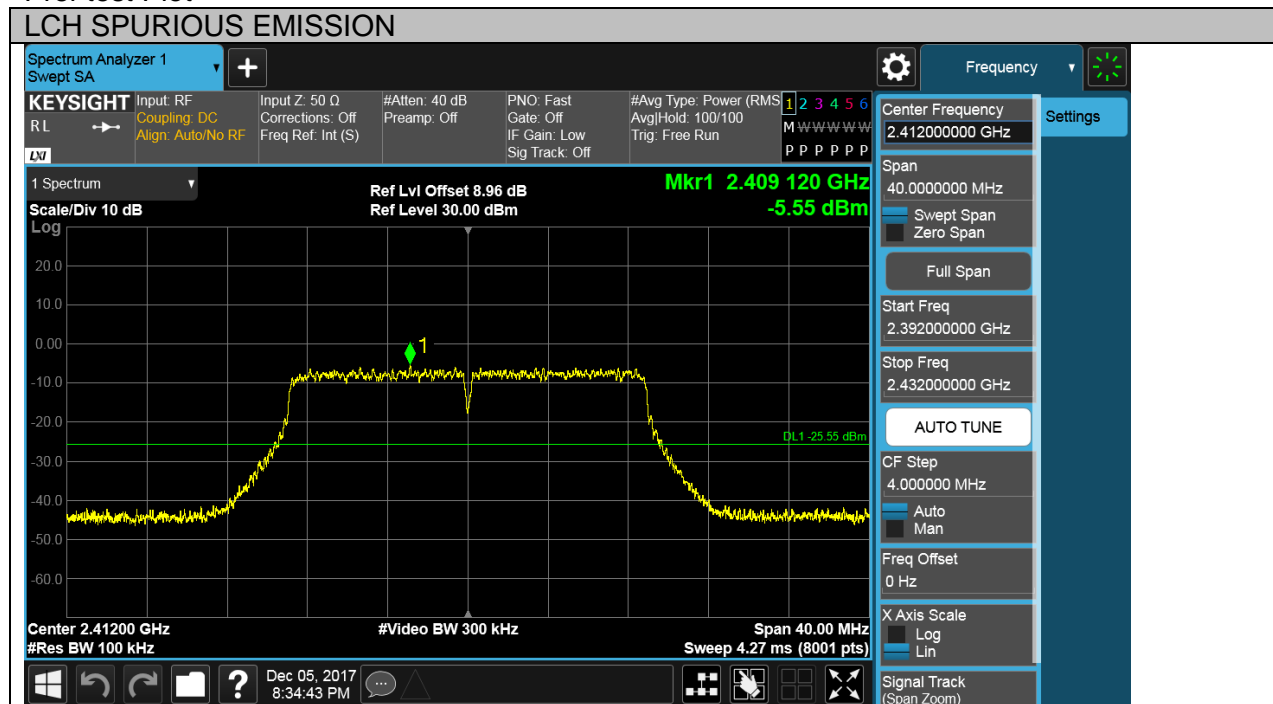 LCH SPURIOUS EMISSION
Spectrum Analyzer 1
Swept SA
Frequency
KEYSIGHT
RL
LXI
Input: RF
Coupling: DC
Align: Auto/No RF
Input Z: 50 Ω
Corrections: Off
Freq Ref: Int (S)
#Atten: 40 dB
Preamp: Off
PNO: Fast
Gate: Off
IF Gain: Low
Sig Track: Off
#Avg Type: Power (RMS
Avg|Hold: 100/100
Trig: Free Run
1 2 3 4 5 6
M W W W W W
P P P P P P
Center Frequency
2.412000000 GHz
Settings
1 Spectrum
Scale/Div 10 dB
Ref Lvl Offset 8.96 dB
Ref Level 30.00 dBm
Mkr1 2.409 120 GHz
-5.55 dBm
Log
20.0
10.0
0.00
-10.0
-20.0
-30.0
-40.0
-50.0
-60.0
1
DL1 -25.55 dBm
Center 2.41200 GHz
#Res BW 100 kHz
#Video BW 300 kHz
Span 40.00 MHz
Sweep 4.27 ms (8001 pts)
Span
40.0000000 MHz
Swept Span
Zero Span
Full Span
Start Freq
2.392000000 GHz
Stop Freq
2.432000000 GHz
AUTO TUNE
CF Step
4.000000 MHz
Auto
Man
Freq Offset
0 Hz
X Axis Scale
Log
Lin
Signal Track
(Span Zoom)
?
Dec 05, 2017
8:34:43 PM